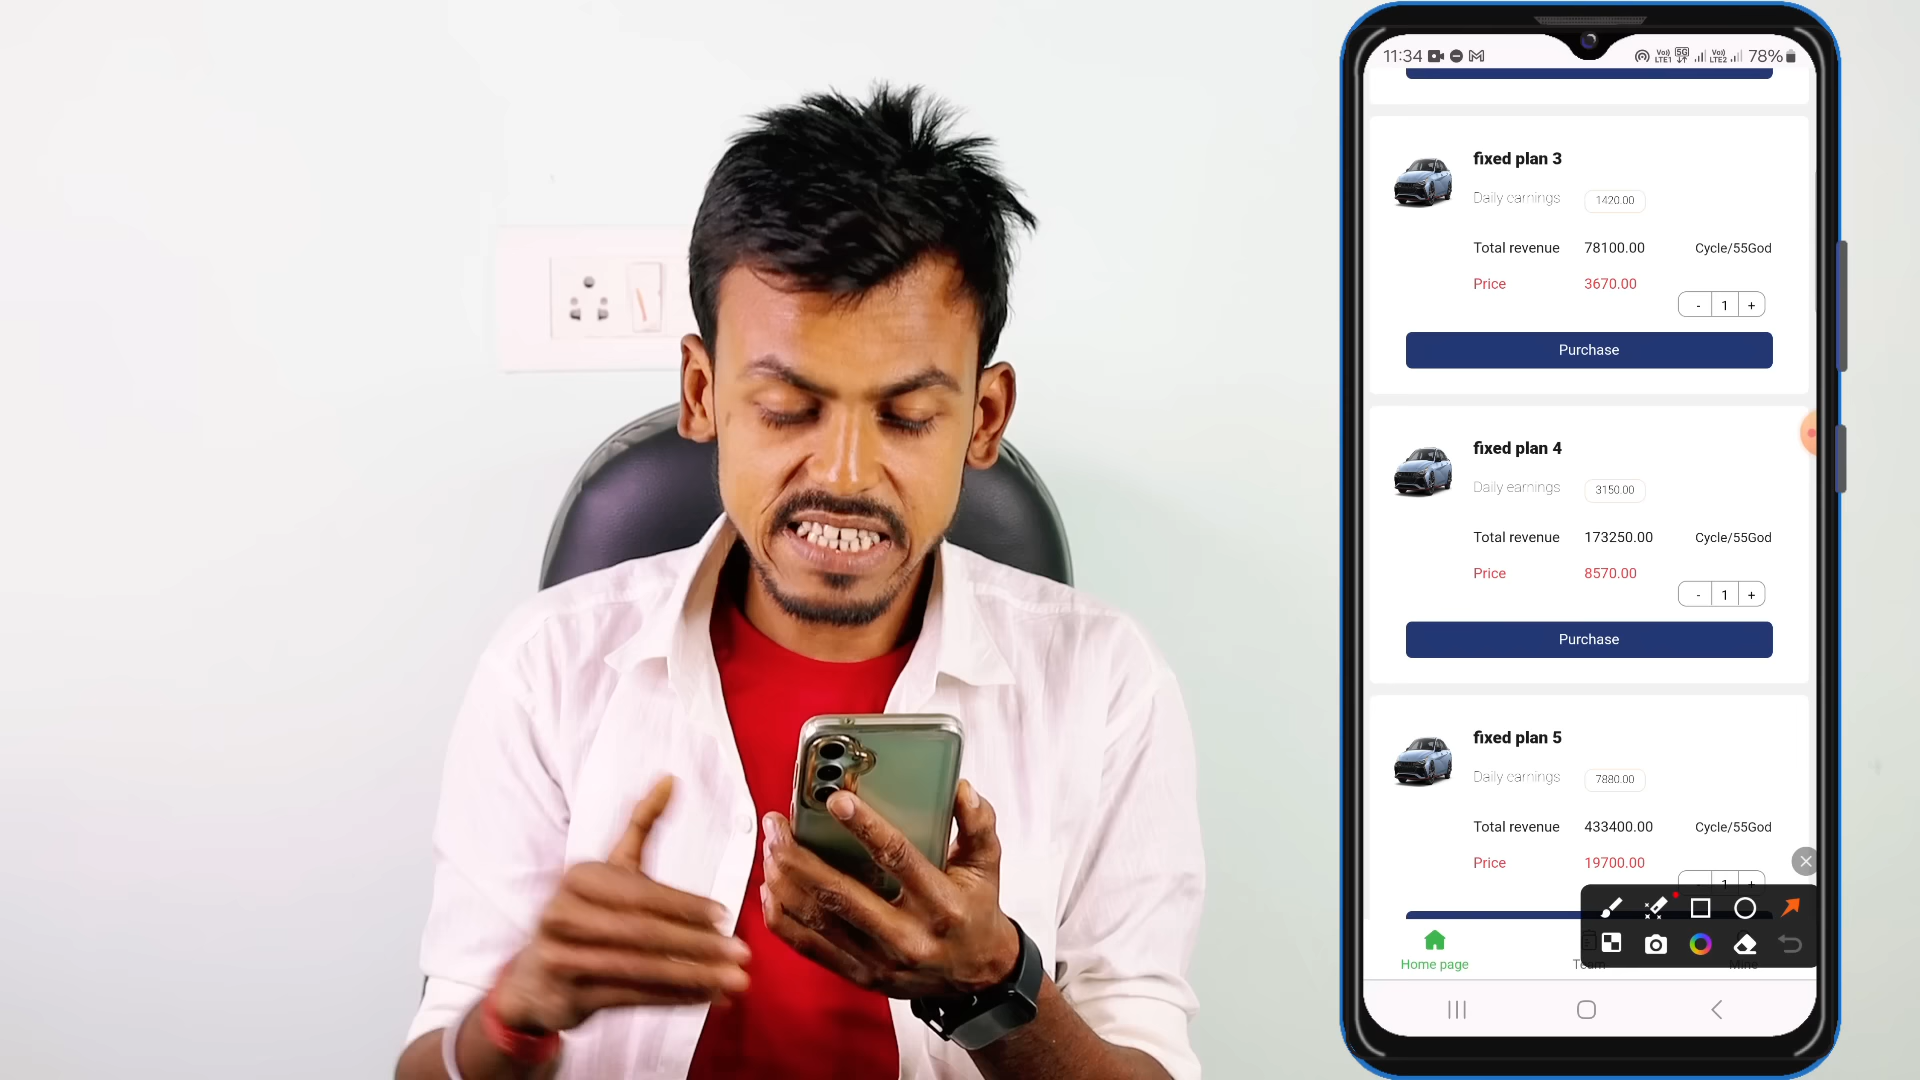 11:34 78%
fixed plan 3
Daily earnings 1420.00
Total revenue 78100.00 Cycle/55God
Price 3670.00
- 1 +
Purchase
fixed plan 4
Daily earnings 3150.00
Total revenue 173250.00 Cycle/55God
Price 8570.00
- 1 +
Purchase
fixed plan 5
Daily earnings 7880.00
Total revenue 433400.00 Cycle/55God
Price 19700.00
- 1 +
Home page Team Mine